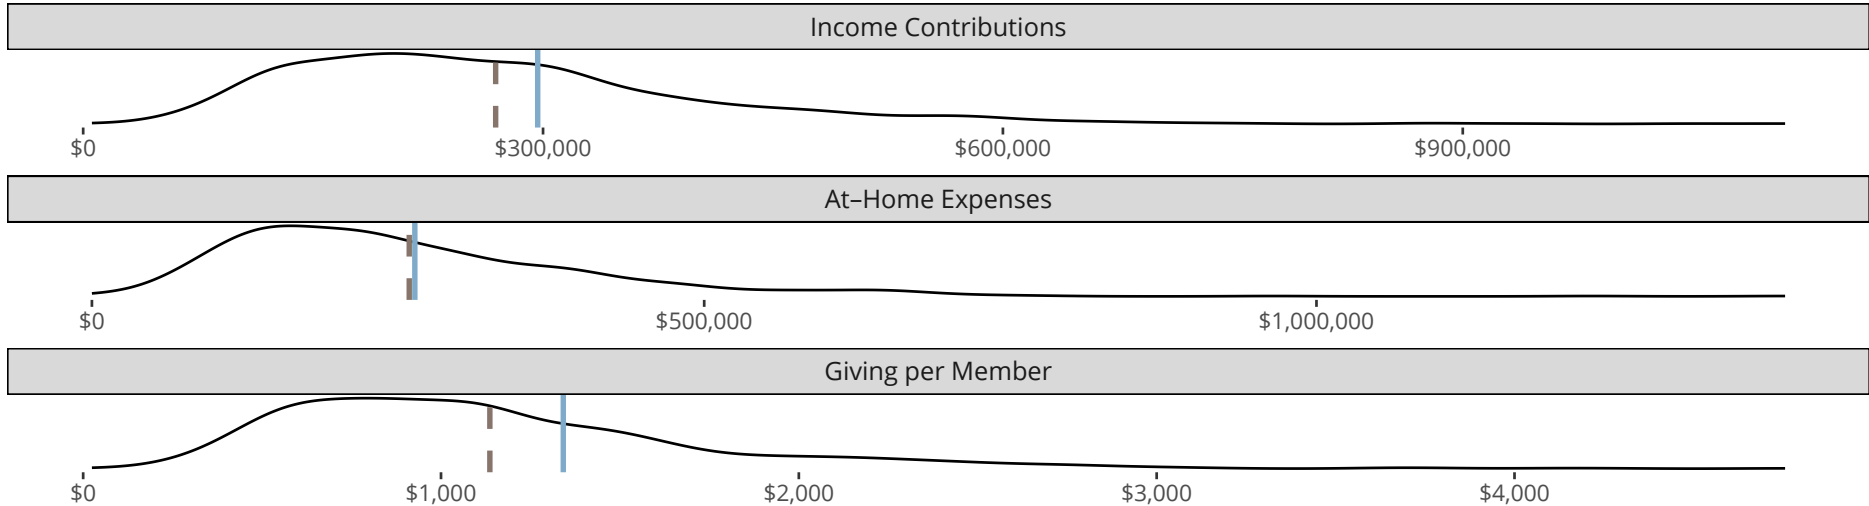 Income Contributions
$0 $300,000 $600,000 $900,000
At–Home Expenses
$0 $500,000 $1,000,000
Giving per Member
$0 $1,000 $2,000 $3,000 $4,000